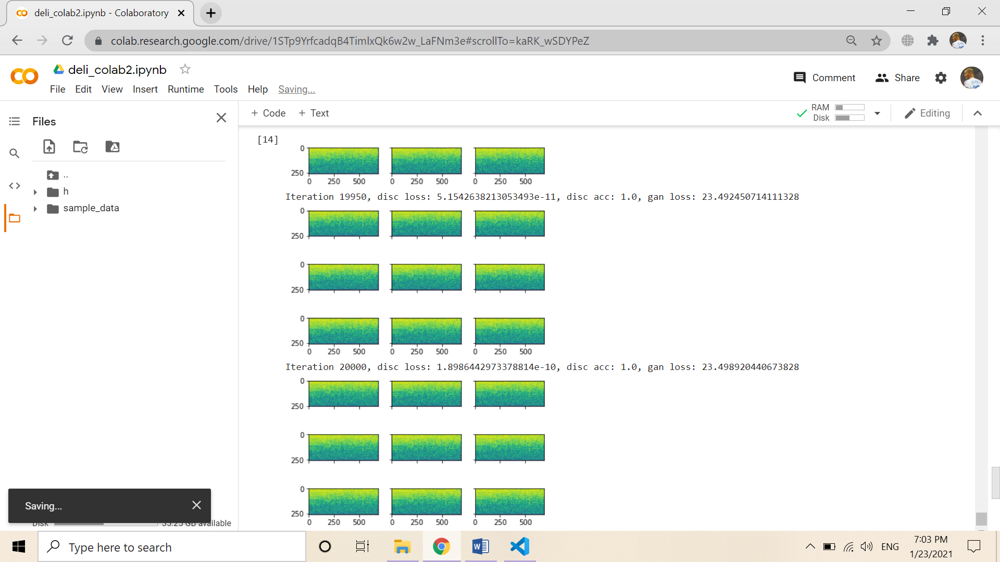 deli_colab2.ipynb - Colaboratory
colab.research.google.com/drive/1STp9YrfcadqB4TimlxQk6w2w_LaFNm3e#scrollTo=kaRK_wSDYPeZ
deli_colab2.ipynb
Comment
Share
File Edit View Insert Runtime Tools Help Saving...
Files
+ Code + Text
RAM
Disk
Editing
..
h
sample_data
[14]
0
250
0 250 500 0 250 500 0 250 500
Iteration 19950, disc loss: 5.1542638213053493e-11, disc acc: 1.0, gan loss: 23.492450714111328
0
250
0
250
0
250
0 250 500 0 250 500 0 250 500
Iteration 20000, disc loss: 1.8986442973378814e-10, disc acc: 1.0, gan loss: 23.498920440673828
0
250
0
250
0
250
0 250 500 0 250 500 0 250 500
Saving...
Disk 35.25 GB available
Type here to search
ENG
7:03 PM
1/23/2021